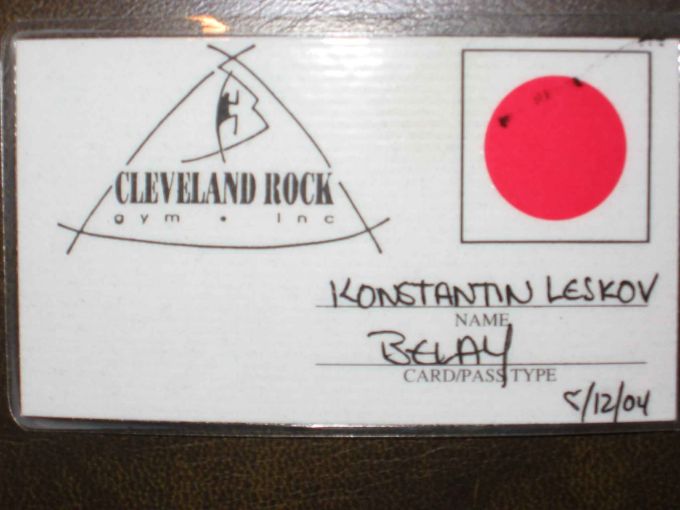 CLEVELAND ROCK
gym • Inc
KONSTANTIN LESKOV
NAME
BELAY
CARD/PASS TYPE
5/12/04